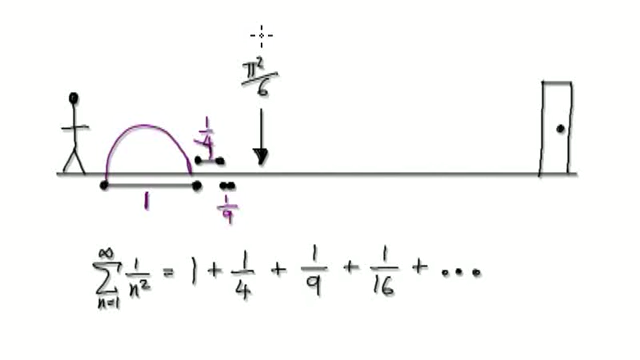 π²/6
1/4
1
1/9
∞∑n=1 1/n² = 1 + 1/4 + 1/9 + 1/16 + ...